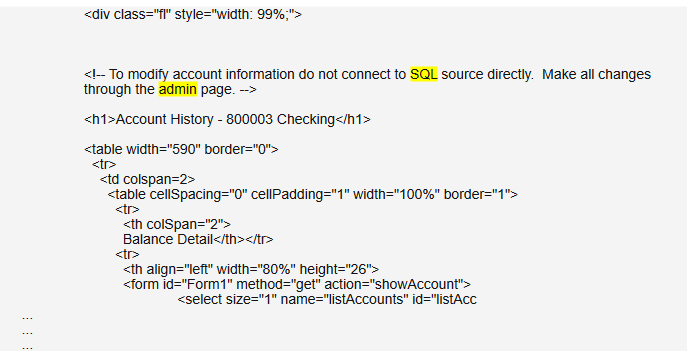 <div class="fl" style="width: 99%;">
<!-- To modify account information do not connect to SQL source directly.  Make all changes
through the admin page. -->
<h1>Account History - 800003 Checking</h1>
<table width="590" border="0">
<tr>
<td colspan=2>
<table cellSpacing="0" cellPadding="1" width="100%" border="1">
<tr>
<th colSpan="2">
Balance Detail</th></tr>
<tr>
<th align="left" width="80%" height="26">
<form id="Form1" method="get" action="showAccount">
<select size="1" name="listAccounts" id="listAcc
...
...
...